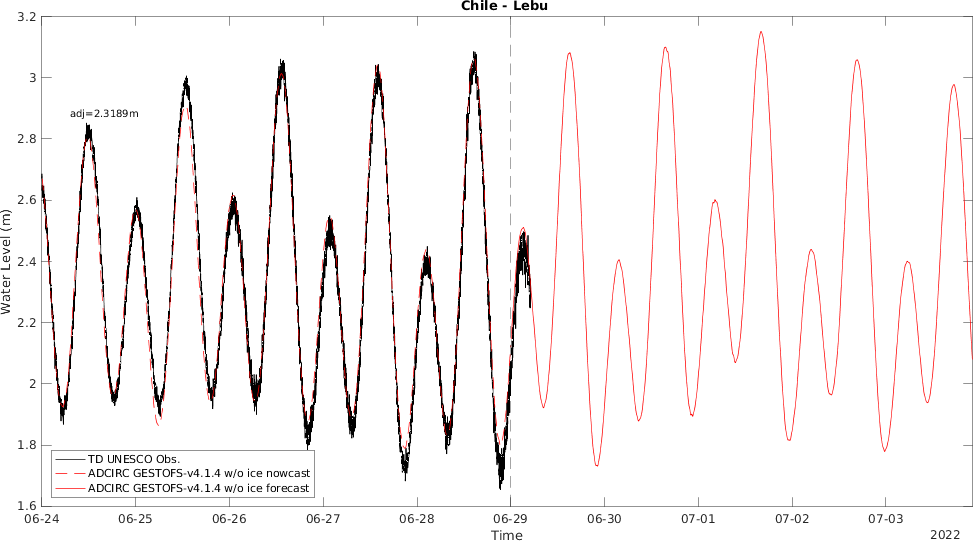 Chile - Lebu
3.2
3
2.8
2.6
2.4
2.2
2
1.8
1.6
Water Level (m)
adj=2.3189m
TD UNESCO Obs.
ADCIRC GESTOFS-v4.1.4 w/o ice nowcast
ADCIRC GESTOFS-v4.1.4 w/o ice forecast
06-24 06-25 06-26 06-27 06-28 06-29 06-30 07-01 07-02 07-03
Time
2022